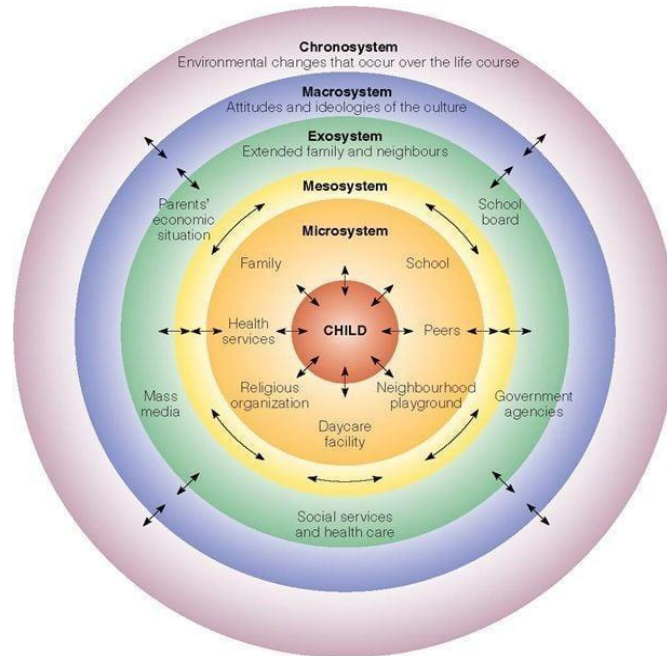 Chronosystem
Environmental changes that occur over the life course
Macrosystem
Attitudes and ideologies of the culture
Exosystem
Extended family and neighbours
Mesosystem
Parents'
economic
situation
School
board
Microsystem
Family
School
Health
services
CHILD
Peers
Religious
organization
Neighbourhood
playground
Mass
media
Government
agencies
Daycare
facility
Social services
and health care